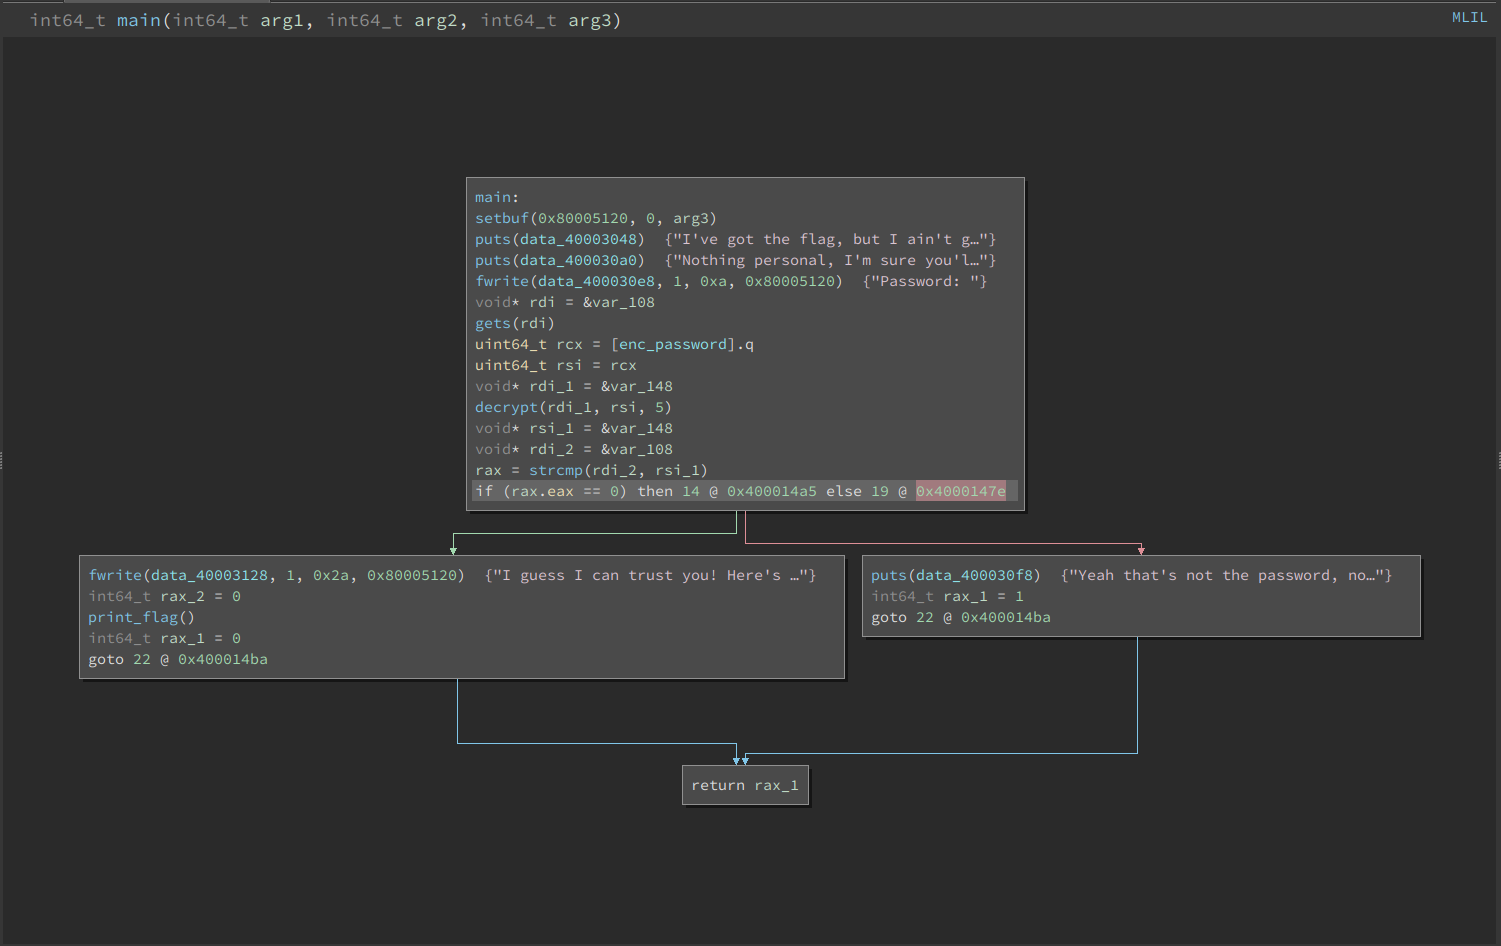 int64_t main(int64_t arg1, int64_t arg2, int64_t arg3)
MLIL
main:
setbuf(0x80005120, 0, arg3)
puts(data_40003048)  {"I've got the flag, but I ain't g…"}
puts(data_400030a0)  {"Nothing personal, I'm sure you'l…"}
fwrite(data_400030e8, 1, 0xa, 0x80005120)  {"Password: "}
void* rdi = &var_108
gets(rdi)
uint64_t rcx = [enc_password].q
uint64_t rsi = rcx
void* rdi_1 = &var_148
decrypt(rdi_1, rsi, 5)
void* rsi_1 = &var_148
void* rdi_2 = &var_108
rax = strcmp(rdi_2, rsi_1)
if (rax.eax == 0) then 14 @ 0x400014a5 else 19 @ 0x4000147e
fwrite(data_40003128, 1, 0x2a, 0x80005120)  {"I guess I can trust you! Here's …"}
int64_t rax_2 = 0
print_flag()
int64_t rax_1 = 0
goto 22 @ 0x400014ba
puts(data_400030f8)  {"Yeah that's not the password, no…"}
int64_t rax_1 = 1
goto 22 @ 0x400014ba
return rax_1